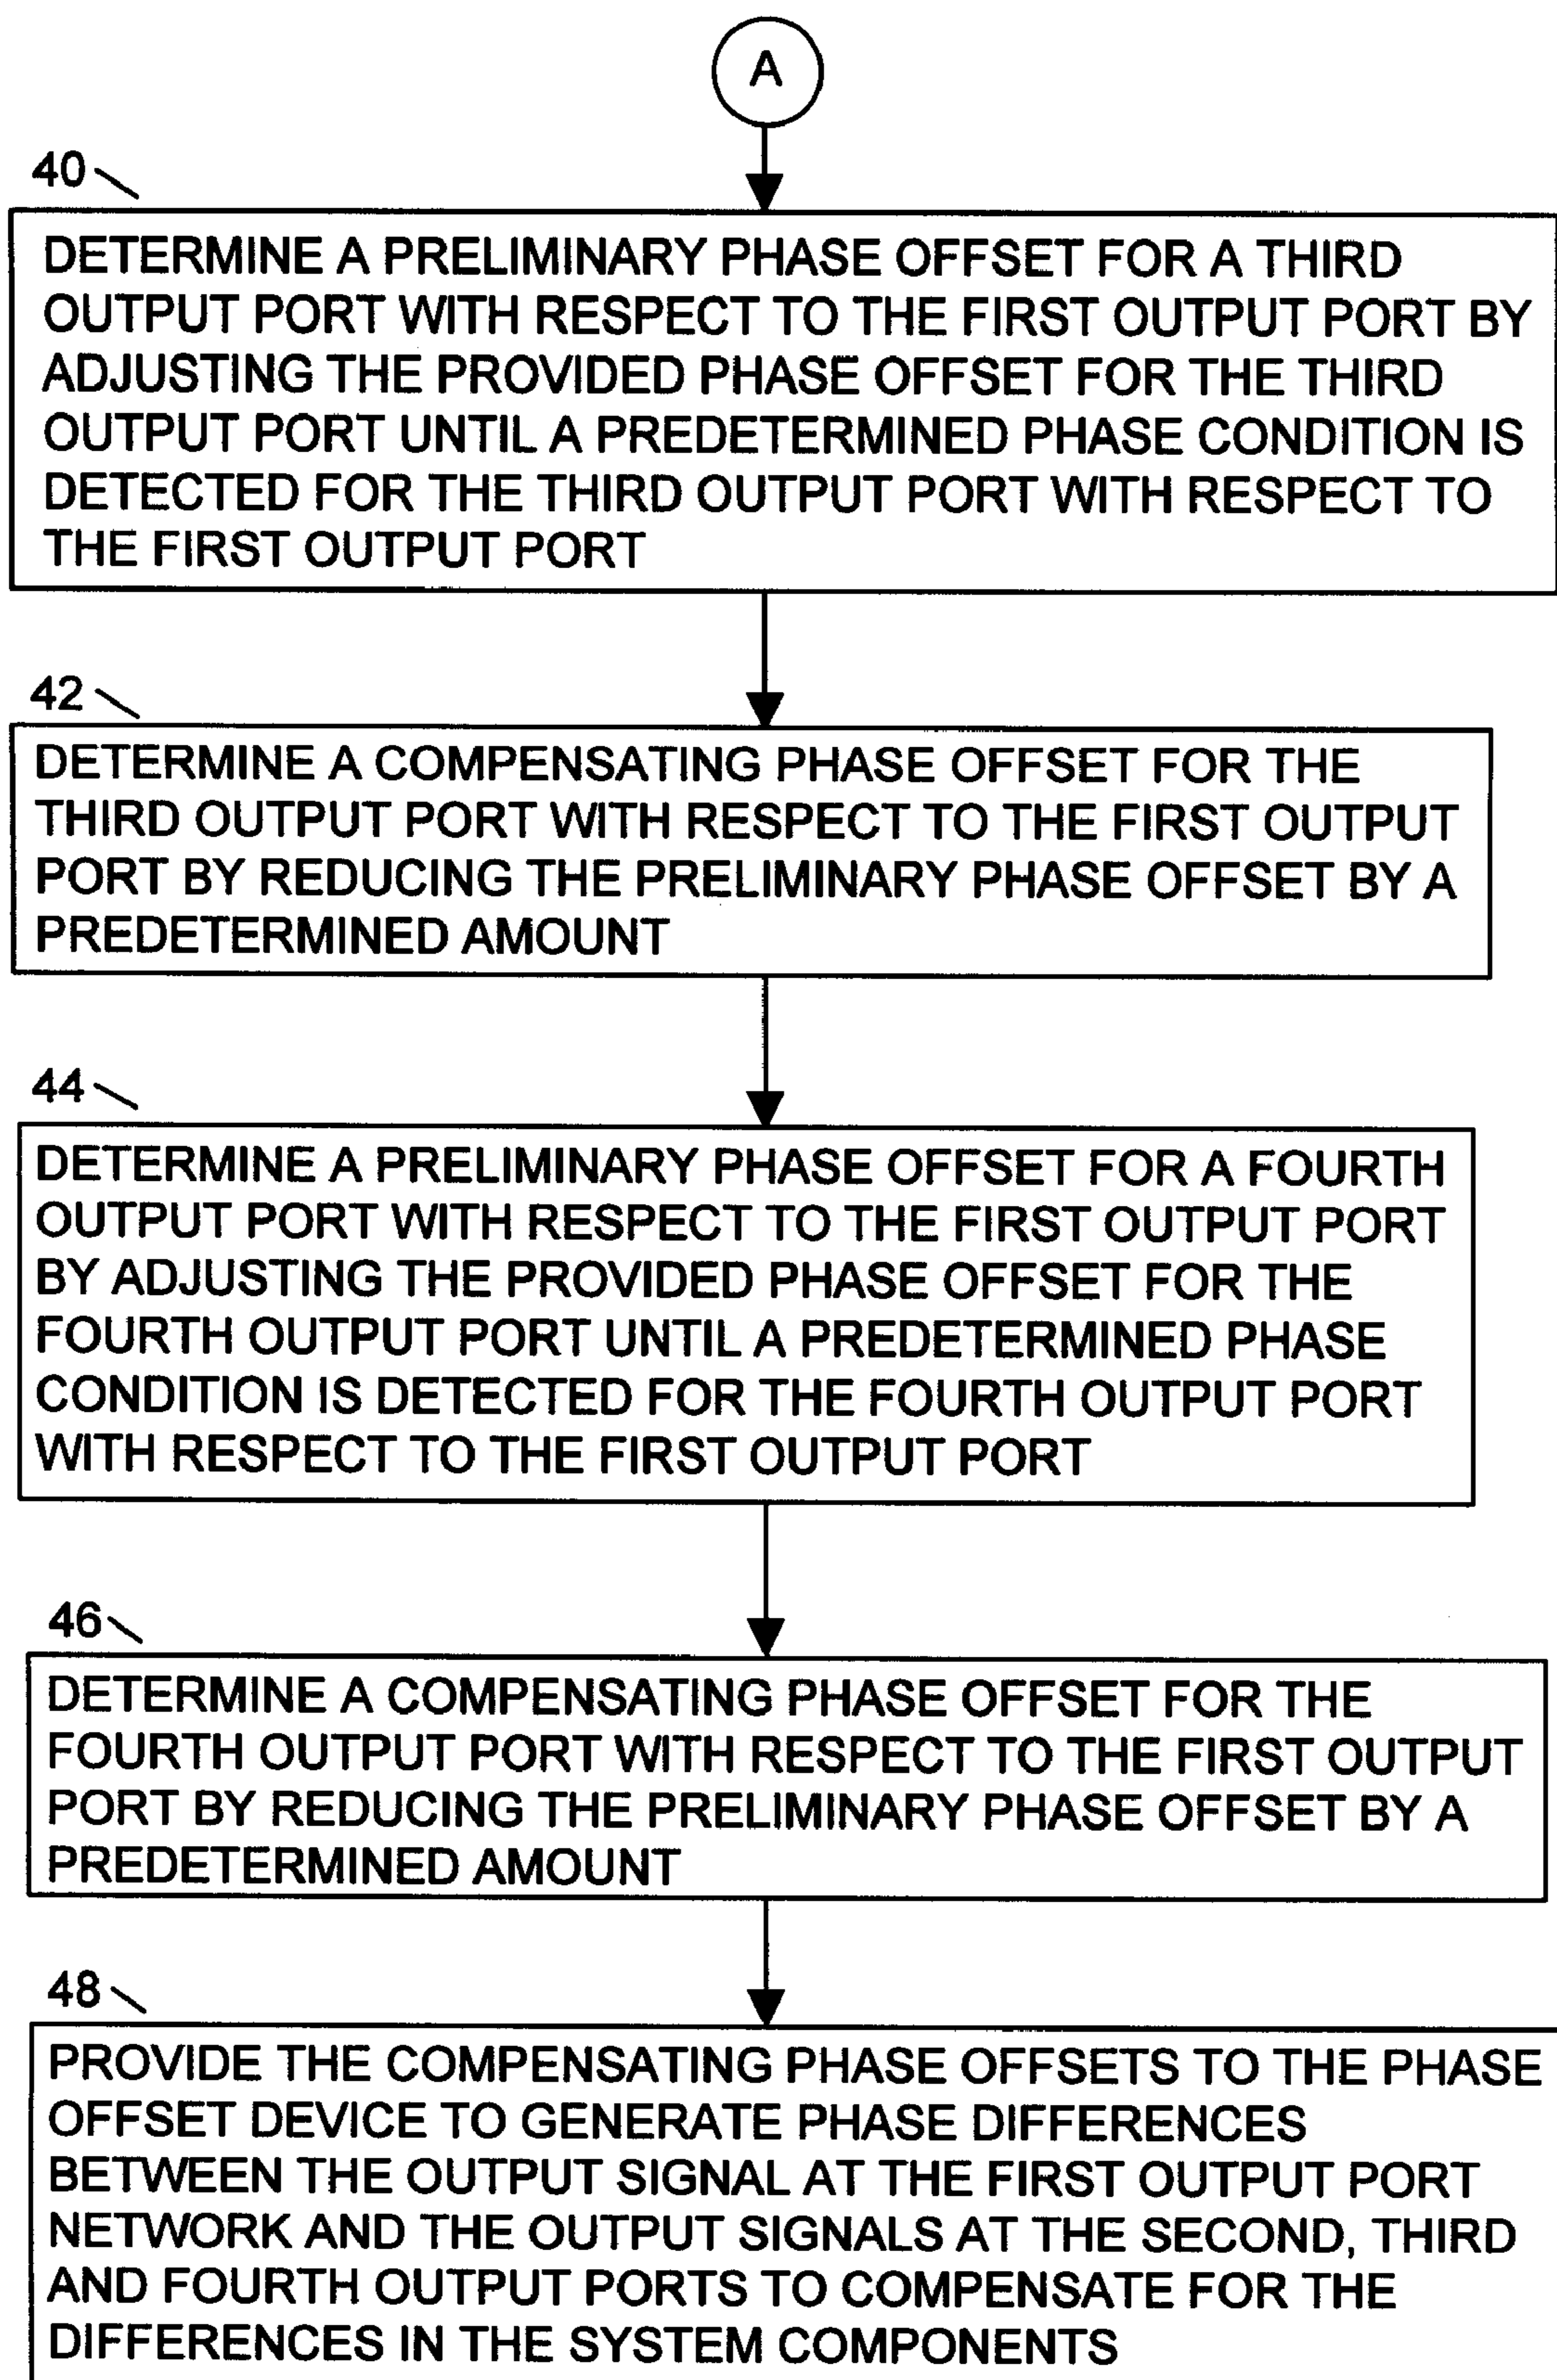 A
40
DETERMINE A PRELIMINARY PHASE OFFSET FOR A THIRD
OUTPUT PORT WITH RESPECT TO THE FIRST OUTPUT PORT BY
ADJUSTING THE PROVIDED PHASE OFFSET FOR THE THIRD
OUTPUT PORT UNTIL A PREDETERMINED PHASE CONDITION IS
DETECTED FOR THE THIRD OUTPUT PORT WITH RESPECT TO
THE FIRST OUTPUT PORT
42
DETERMINE A COMPENSATING PHASE OFFSET FOR THE
THIRD OUTPUT PORT WITH RESPECT TO THE FIRST OUTPUT
PORT BY REDUCING THE PRELIMINARY PHASE OFFSET BY A
PREDETERMINED AMOUNT
44
DETERMINE A PRELIMINARY PHASE OFFSET FOR A FOURTH
OUTPUT PORT WITH RESPECT TO THE FIRST OUTPUT PORT
BY ADJUSTING THE PROVIDED PHASE OFFSET FOR THE
FOURTH OUTPUT PORT UNTIL A PREDETERMINED PHASE
CONDITION IS DETECTED FOR THE FOURTH OUTPUT PORT
WITH RESPECT TO THE FIRST OUTPUT PORT
46
DETERMINE A COMPENSATING PHASE OFFSET FOR THE
FOURTH OUTPUT PORT WITH RESPECT TO THE FIRST OUTPUT
PORT BY REDUCING THE PRELIMINARY PHASE OFFSET BY A
PREDETERMINED AMOUNT
48
PROVIDE THE COMPENSATING PHASE OFFSETS TO THE PHASE
OFFSET DEVICE TO GENERATE PHASE DIFFERENCES
BETWEEN THE OUTPUT SIGNAL AT THE FIRST OUTPUT PORT
NETWORK AND THE OUTPUT SIGNALS AT THE SECOND, THIRD
AND FOURTH OUTPUT PORTS TO COMPENSATE FOR THE
DIFFERENCES IN THE SYSTEM COMPONENTS